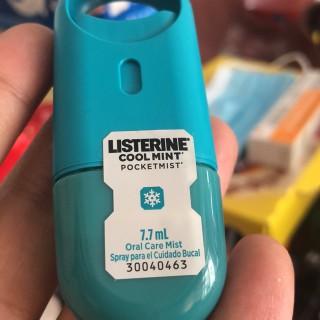 LISTERINE®
COOL MINT®
POCKETMIST®
7.7 mL
Oral Care Mist
Spray para el Cuidado Bucal
30040463